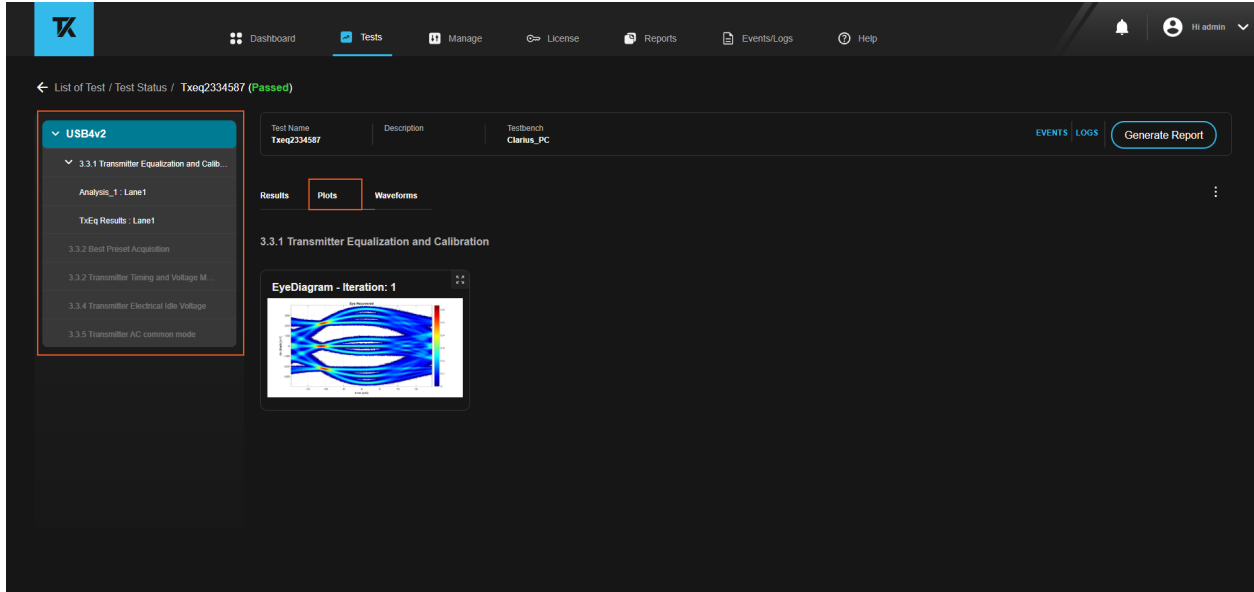 TK
Dashboard
Tests
Manage
License
Reports
Events/Logs
Help
Hi admin
List of Test / Test Status / Txeq2334587 (Passed)
USB4v2
3.3.1 Transmitter Equalization and Calib...
Analysis_1 : Lane1
TxEq Results : Lane1
3.3.2 Best Preset Acquisition
3.3.2 Transmitter Timing and Voltage M...
3.3.4 Transmitter Electrical Idle Voltage
3.3.5 Transmitter AC common mode
Test Name
Txeq2334587
Description
Testbench
Clarius_PC
EVENTS
LOGS
Generate Report
Results
Plots
Waveforms
3.3.1 Transmitter Equalization and Calibration
EyeDiagram - Iteration: 1
Eye Recovered